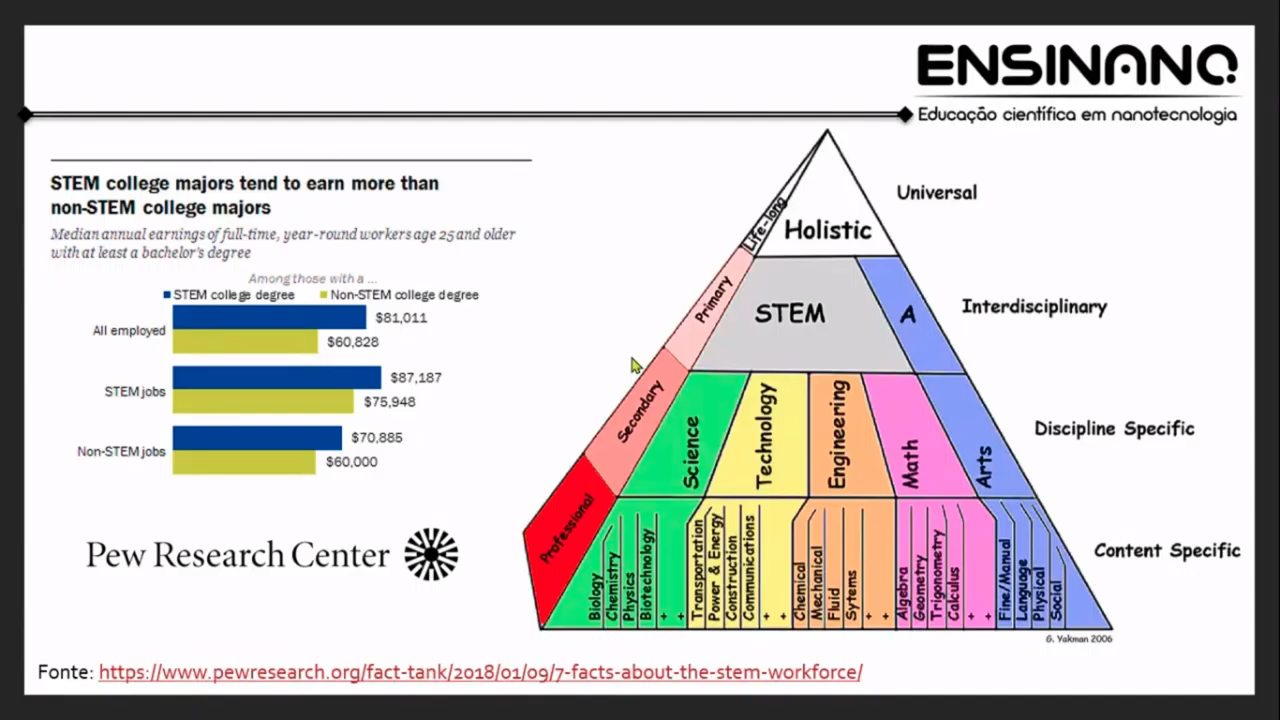 ENSINANO
Educação científica em nanotecnologia
STEM college majors tend to earn more than
non-STEM college majors
Median annual earnings of full-time, year-round workers age 25 and older
with at least a bachelor's degree
Among those with a ...
STEM college degree
Non-STEM college degree
All employed
$81,011
$60,828
STEM jobs
$87,187
$75,948
Non-STEM jobs
$70,885
$60,000
Pew Research Center
Life-long
Holistic
Universal
Primary
STEM
A
Interdisciplinary
Secondary
Science
Technology
Engineering
Math
Arts
Discipline Specific
Professional
Biology
Chemistry
Physics
Biotechnology
+
+
Transportation
Power & Energy
Construction
Communications
+
+
Chemical
Mechanical
Fluid
Sytems
+
+
Algebra
Geometry
Trigonometry
Calculus
+
+
Fine/Manual
Language
Physical
Social
Content Specific
G. Yakman 2006
Fonte: https://www.pewresearch.org/fact-tank/2018/01/09/7-facts-about-the-stem-workforce/